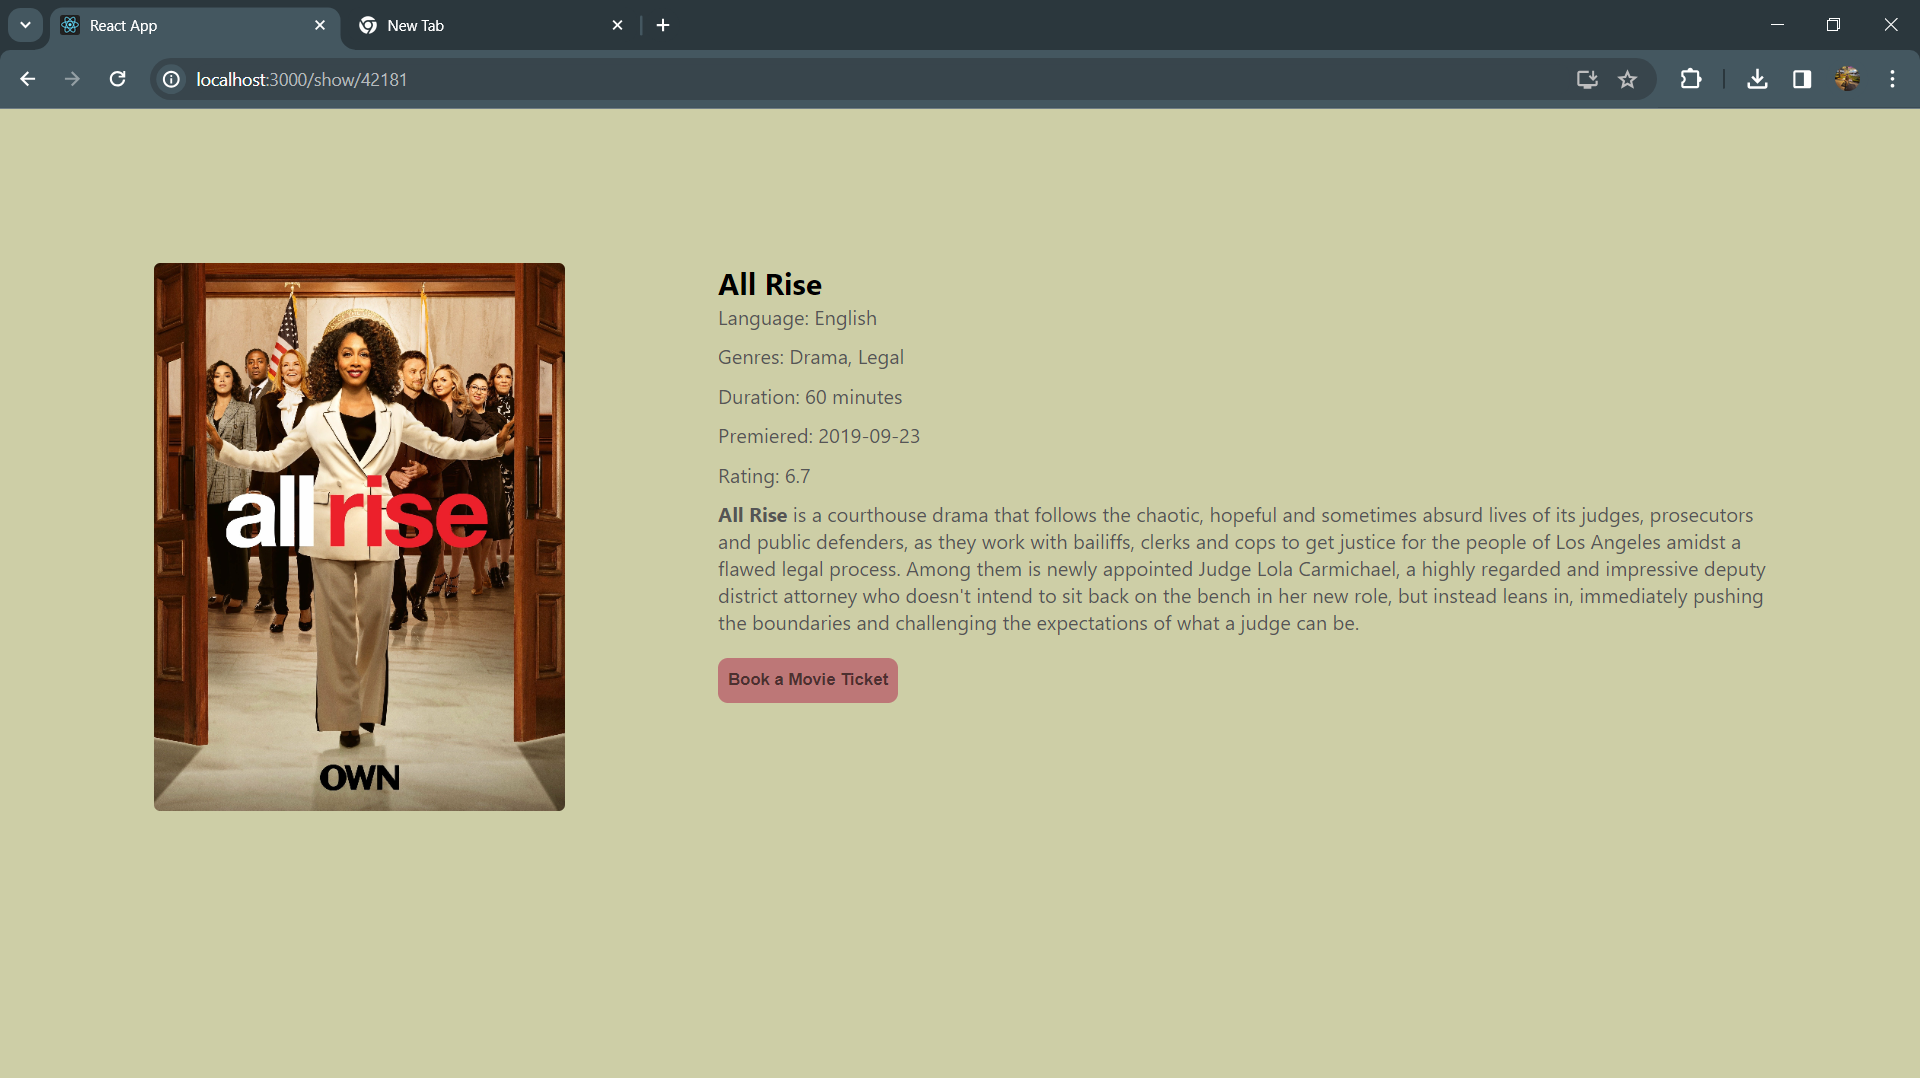 React App
New Tab
localhost:3000/show/42181
All Rise
Language: English
Genres: Drama, Legal
Duration: 60 minutes
Premiered: 2019-09-23
Rating: 6.7
All Rise is a courthouse drama that follows the chaotic, hopeful and sometimes absurd lives of its judges, prosecutors
and public defenders, as they work with bailiffs, clerks and cops to get justice for the people of Los Angeles amidst a
flawed legal process. Among them is newly appointed Judge Lola Carmichael, a highly regarded and impressive deputy
district attorney who doesn't intend to sit back on the bench in her new role, but instead leans in, immediately pushing
the boundaries and challenging the expectations of what a judge can be.
Book a Movie Ticket
all rise
OWN